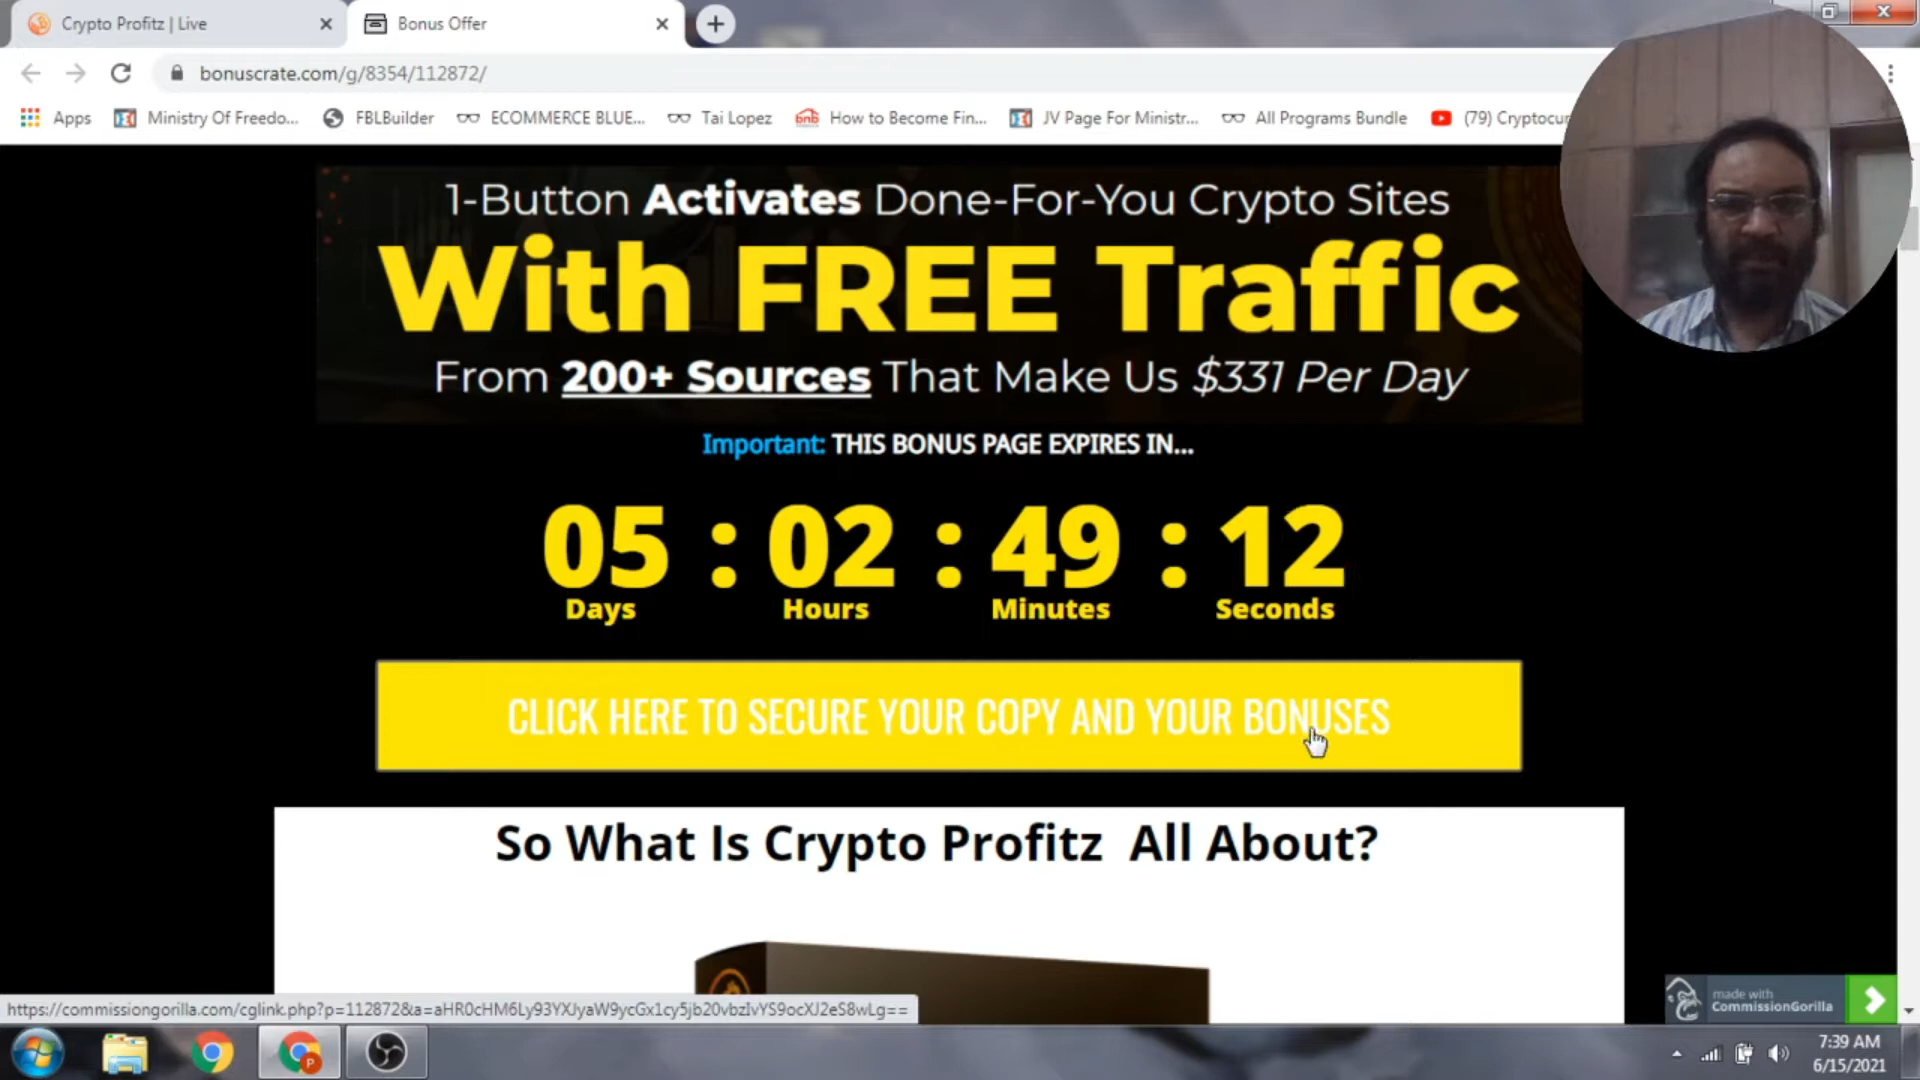 Crypto Profitz | Live
Bonus Offer
bonuscrate.com/g/8354/112872/
Apps
Ministry Of Freedo...
FBLBuilder
ECOMMERCE BLUE...
Tai Lopez
bnb
How to Become Fin...
JV Page For Ministr...
All Programs Bundle
(79) Cryptocur
1-Button Activates Done-For-You Crypto Sites
With FREE Traffic
From 200+ Sources That Make Us $331 Per Day
Important: THIS BONUS PAGE EXPIRES IN...
05 : 02 : 49 : 12
Days Hours Minutes Seconds
CLICK HERE TO SECURE YOUR COPY AND YOUR BONUSES
So What Is Crypto Profitz All About?
made with
CommissionGorilla
https://commissiongorilla.com/cglink.php?p=112872&a=aHR0cHM6Ly93YXJyaW9ycGx1cy5jb20vbzIvYS9ocXJ2eS8wLg==
P
7:39 AM
6/15/2021